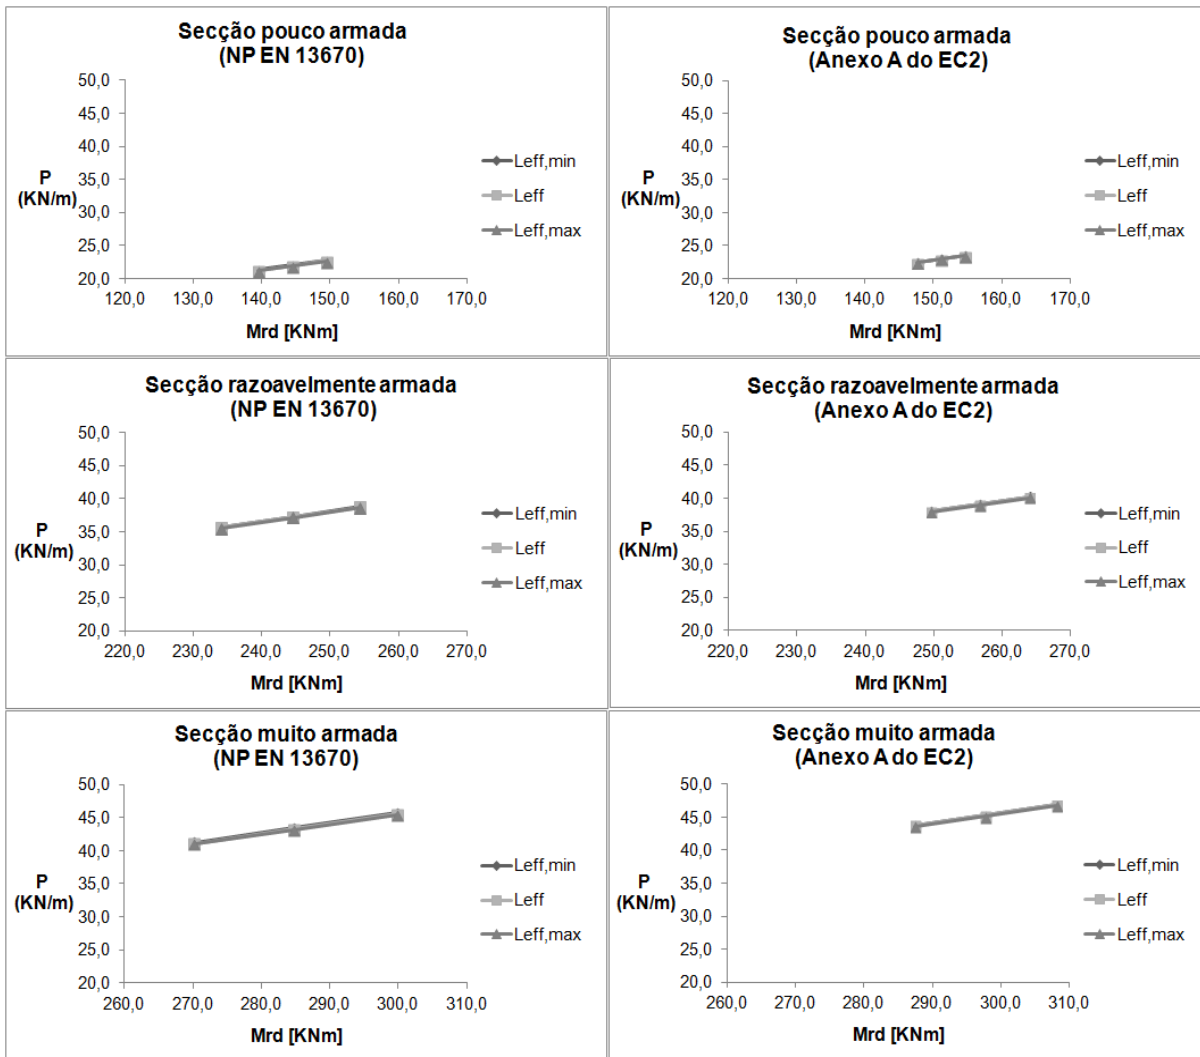 Secção pouco armada
(NP EN 13670)
50,0
45,0
40,0
35,0
30,0
25,0
20,0
P
(KN/m)
120,0 130,0 140,0 150,0 160,0 170,0
Mrd [KNm]
Leff,min
Leff
Leff,max
Secção pouco armada
(Anexo A do EC2)
50,0
45,0
40,0
35,0
30,0
25,0
20,0
P
(KN/m)
120,0 130,0 140,0 150,0 160,0 170,0
Mrd [KNm]
Leff,min
Leff
Leff,max
Secção razoavelmente armada
(NP EN 13670)
50,0
45,0
40,0
35,0
30,0
25,0
20,0
P
(KN/m)
220,0 230,0 240,0 250,0 260,0 270,0
Mrd [KNm]
Leff,min
Leff
Leff,max
Secção razoavelmente armada
(Anexo A do EC2)
50,0
45,0
40,0
35,0
30,0
25,0
20,0
P
(KN/m)
220,0 230,0 240,0 250,0 260,0 270,0
Mrd [KNm]
Leff,min
Leff
Leff,max
Secção muito armada
(NP EN 13670)
50,0
45,0
40,0
35,0
30,0
25,0
20,0
P
(KN/m)
260,0 270,0 280,0 290,0 300,0 310,0
Mrd [KNm]
Leff,min
Leff
Leff,max
Secção muito armada
(Anexo A do EC2)
50,0
45,0
40,0
35,0
30,0
25,0
20,0
P
(KN/m)
260,0 270,0 280,0 290,0 300,0 310,0
Mrd [KNm]
Leff,min
Leff
Leff,max